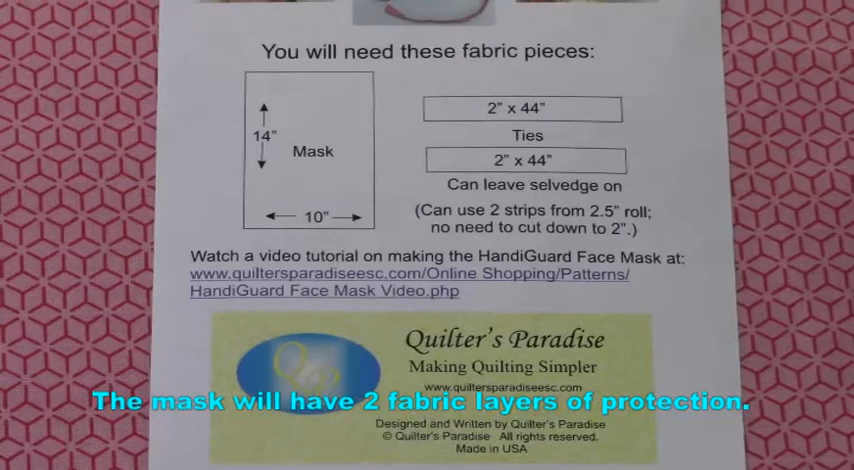 You will need these fabric pieces:
14"
Mask
10"
2" x 44"
Ties
2" x 44"
Can leave selvedge on
(Can use 2 strips from 2.5" roll;
no need to cut down to 2".)
Watch a video tutorial on making the HandiGuard Face Mask at:
www.quiltersparadiseesc.com/Online Shopping/Patterns/
HandiGuard Face Mask Video.php
QP
Quilter's Paradise
Making Quilting Simpler
www.quiltersparadiseesc.com
The mask will have 2 fabric layers of protection.
Designed and Written by Quilter's Paradise
© Quilter's Paradise All rights reserved.
Made in USA